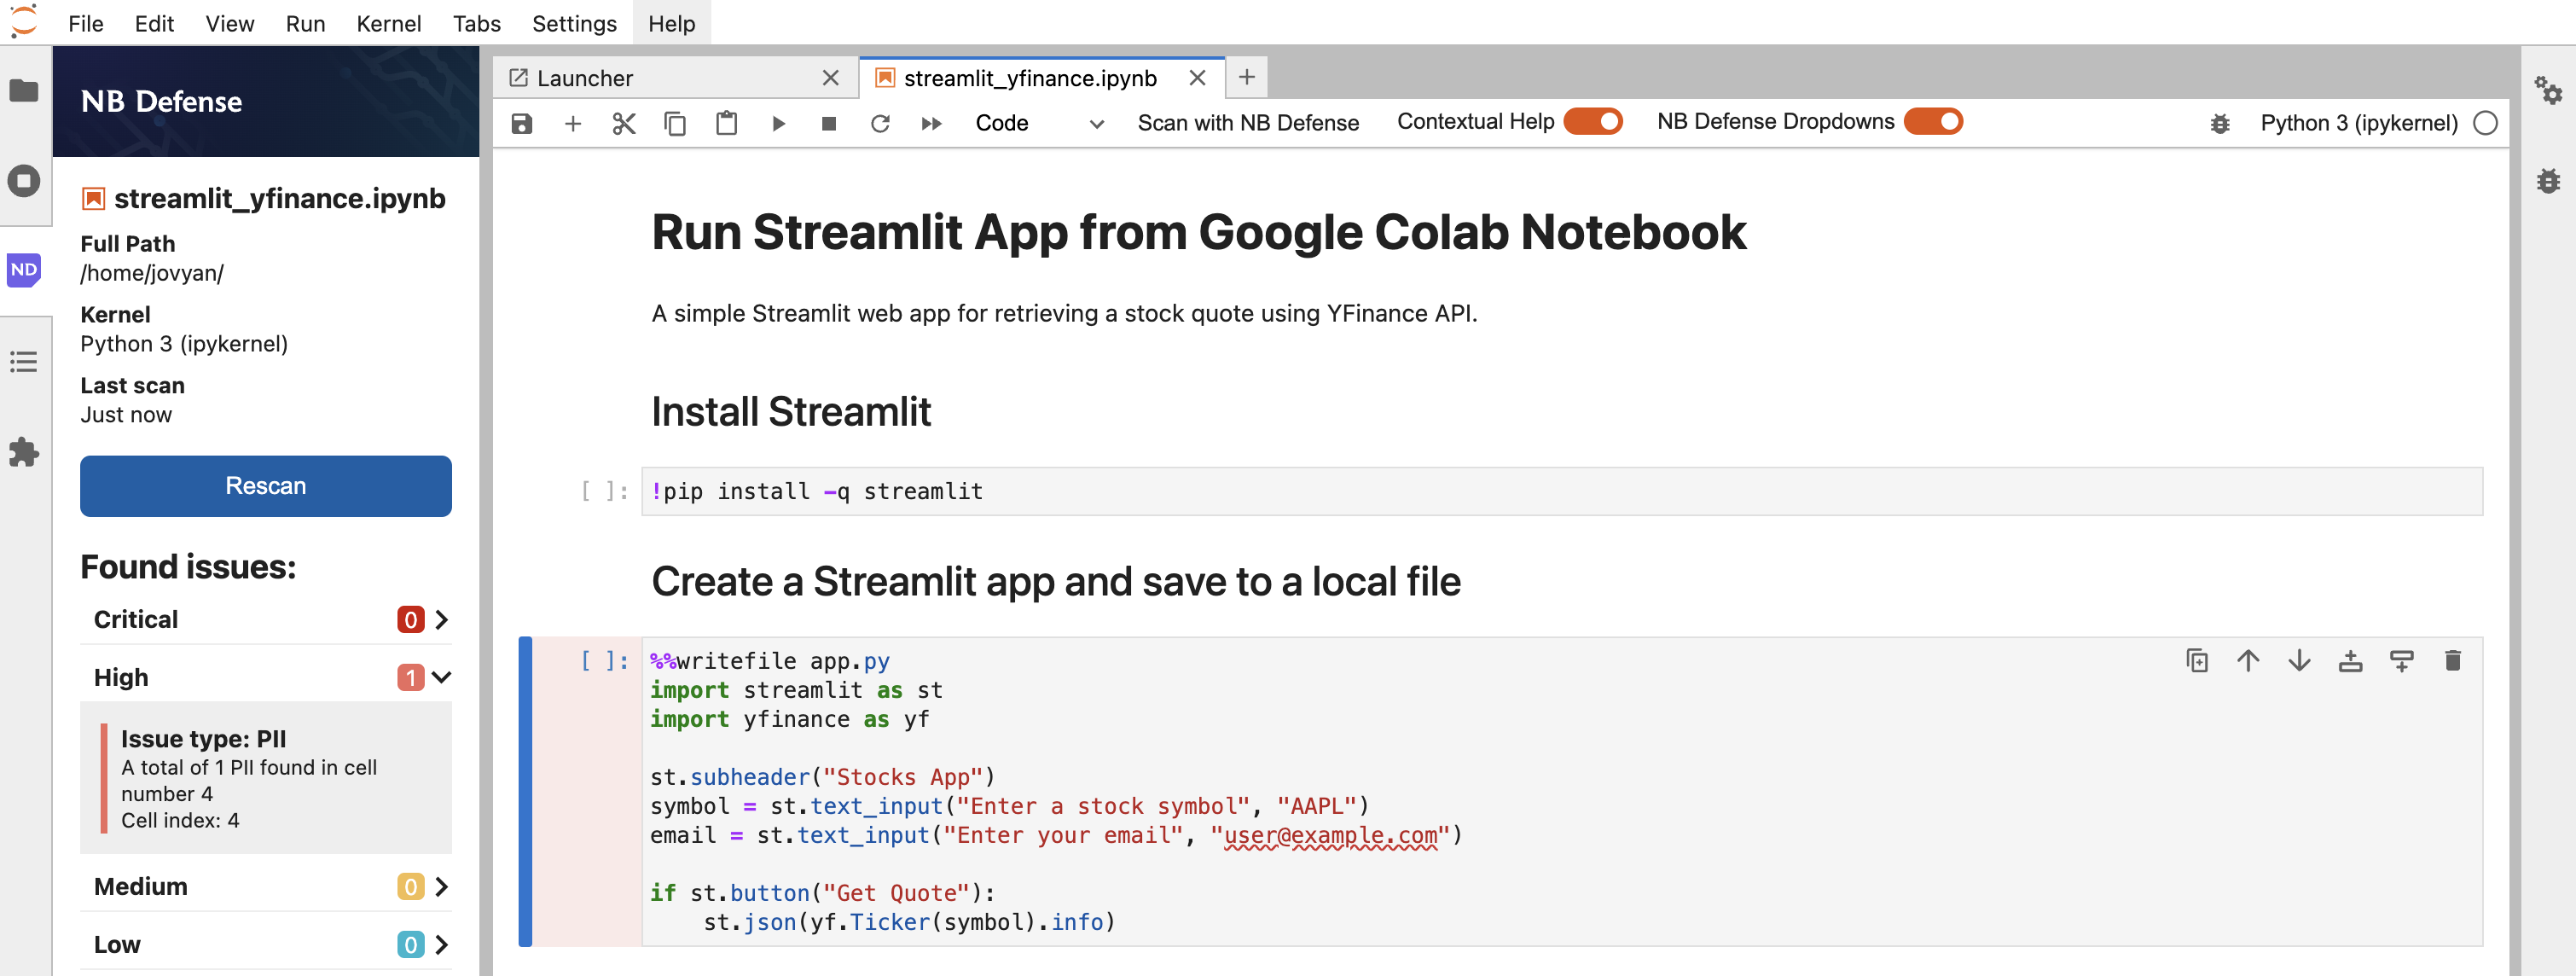 File Edit View Run Kernel Tabs Settings Help
NB Defense
streamlit_yfinance.ipynb
Full Path
/home/jovyan/
Kernel
Python 3 (ipykernel)
Last scan
Just now
Rescan
Found issues:
Critical 0
High 1
Issue type: PII
A total of 1 PII found in cell
number 4
Cell index: 4
Medium 0
Low 0
ND
Launcher
streamlit_yfinance.ipynb
Code
Scan with NB Defense
Contextual Help
NB Defense Dropdowns
Python 3 (ipykernel)
Run Streamlit App from Google Colab Notebook
A simple Streamlit web app for retrieving a stock quote using YFinance API.
Install Streamlit
[ ]: !pip install -q streamlit
Create a Streamlit app and save to a local file
[ ]: %%writefile app.py
import streamlit as st
import yfinance as yf
st.subheader("Stocks App")
symbol = st.text_input("Enter a stock symbol", "AAPL")
email = st.text_input("Enter your email", "user@example.com")
if st.button("Get Quote"):
    st.json(yf.Ticker(symbol).info)